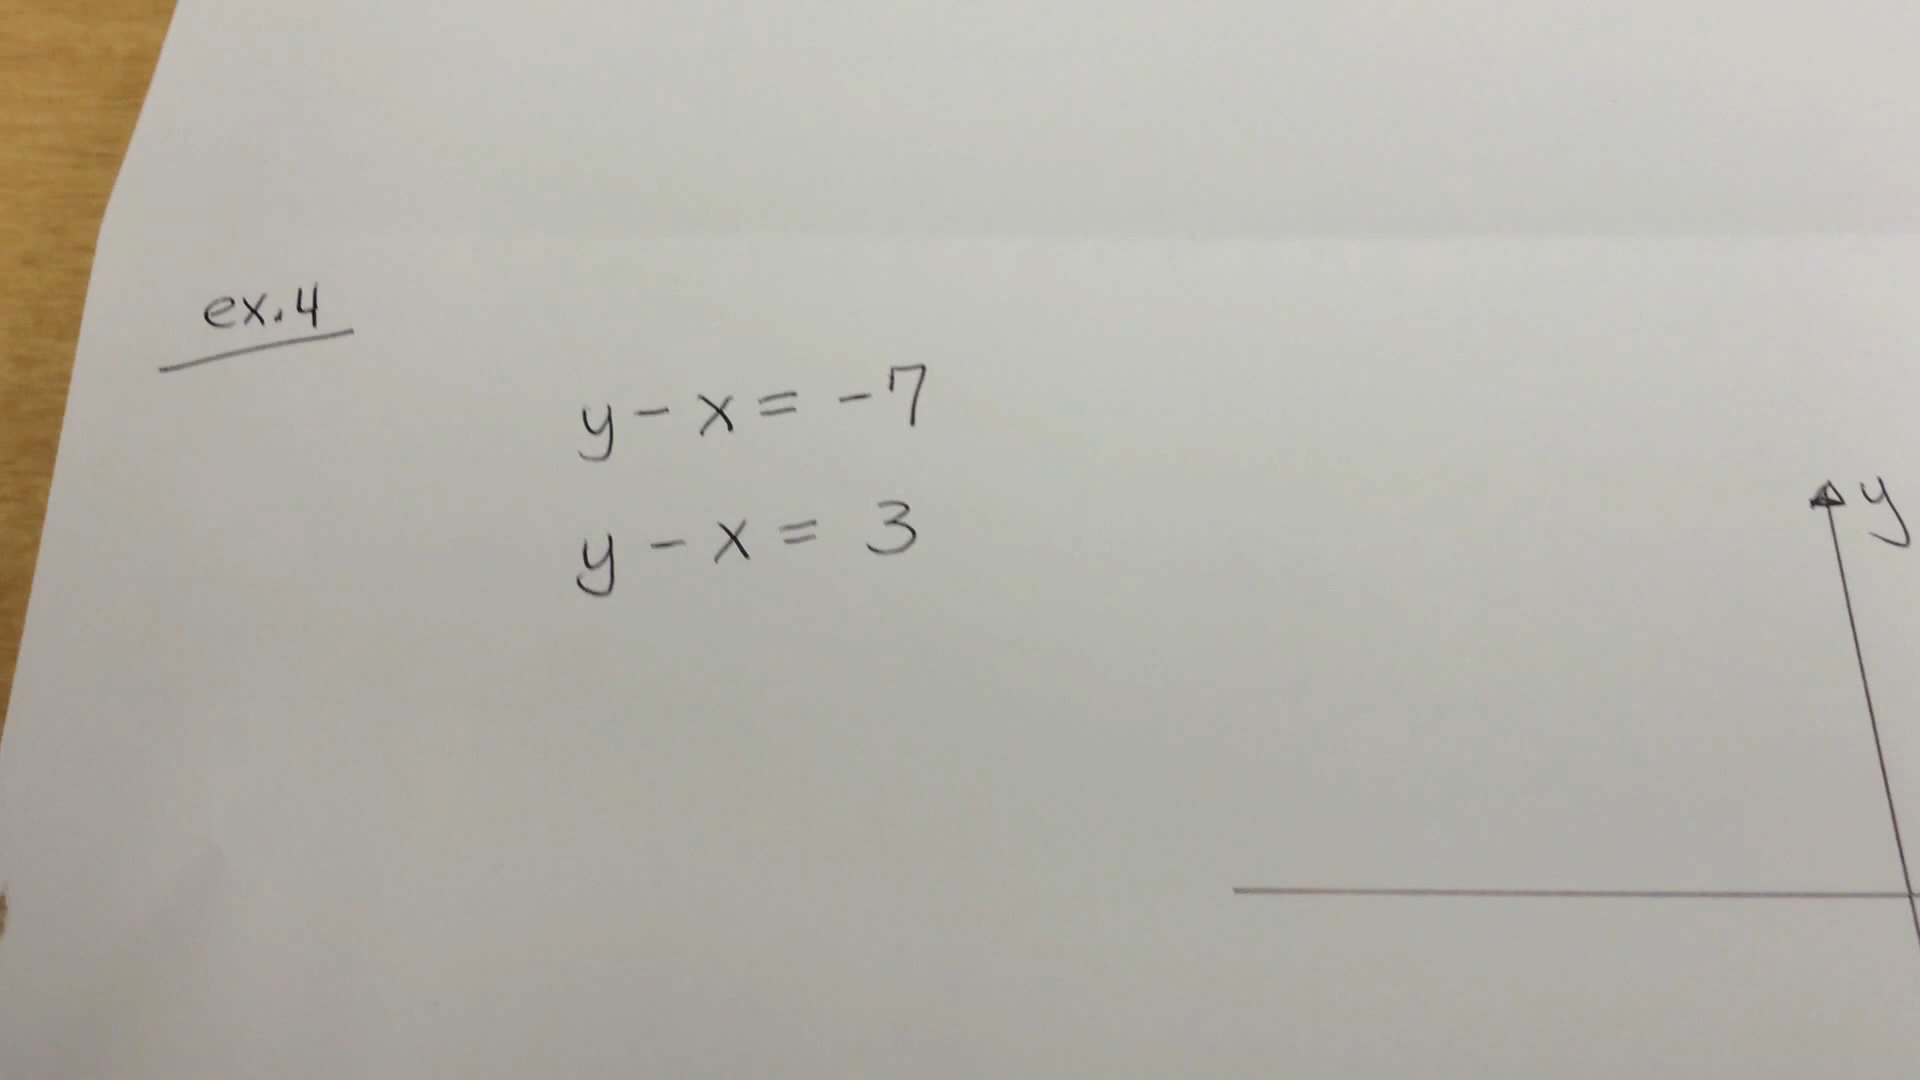 ex.4
y - x = -7
y - x = 3
y